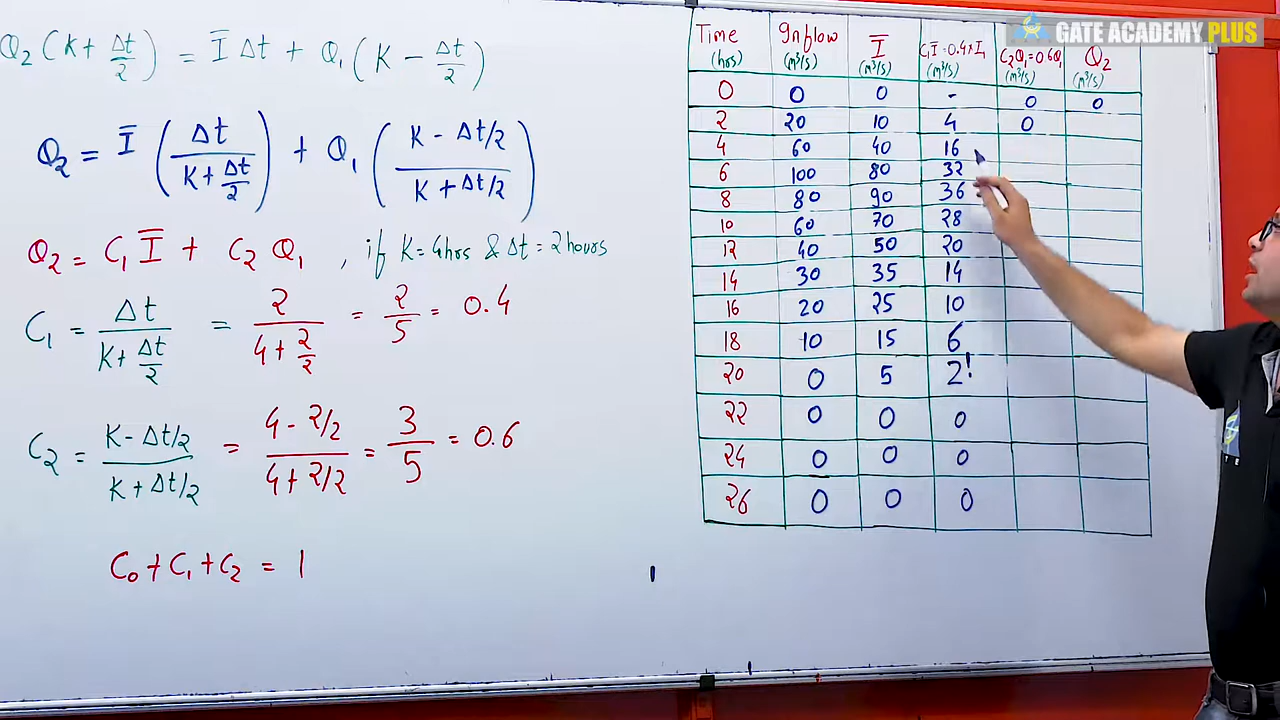 Q₂(K + Δt/2) = Ī Δt + Q₁(K − Δt/2)
Q₂ = Ī (Δt / (K + Δt/2)) + Q₁ ((K − Δt/2) / (K + Δt/2))
Q₂ = C₁ Ī + C₂ Q₁ , if K = 4hrs & Δt = 2 hours
C₁ = Δt / (K + Δt/2) = 2 / (4 + 2/2) = 2/5 = 0.4
C₂ = (K − Δt/2) / (K + Δt/2) = (4 − 2/2) / (4 + 2/2) = 3/5 = 0.6
C₀ + C₁ + C₂ = 1
GATE ACADEMY PLUS
Time (hrs) Inflow (m³/s) Ī (m³/s) C₁Ī = 0.4×I₁ (m³/s) C₂Q₁ = 0.6Q₁ (m³/s) Q₂ (m³/s)
0 0 0 - 0 0
2 20 10 4 0
4 60 40 16
6 100 80 32
8 80 90 36
10 60 70 28
12 40 50 20
14 30 35 14
16 20 25 10
18 10 15 6
20 0 5 2!
22 0 0 0
24 0 0 0
26 0 0 0
TE